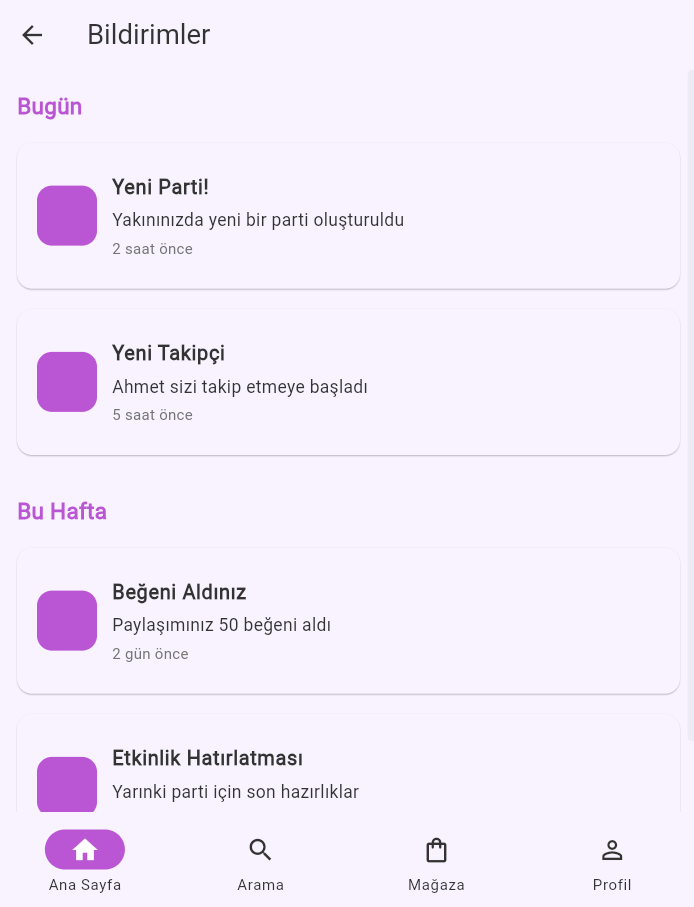 Bildirimler
Bugün
Yeni Parti!
Yakınınızda yeni bir parti oluşturuldu
2 saat önce
Yeni Takipçi
Ahmet sizi takip etmeye başladı
5 saat önce
Bu Hafta
Beğeni Aldınız
Paylaşımınız 50 beğeni aldı
2 gün önce
Etkinlik Hatırlatması
Yarınki parti için son hazırlıklar
Ana Sayfa
Arama
Mağaza
Profil